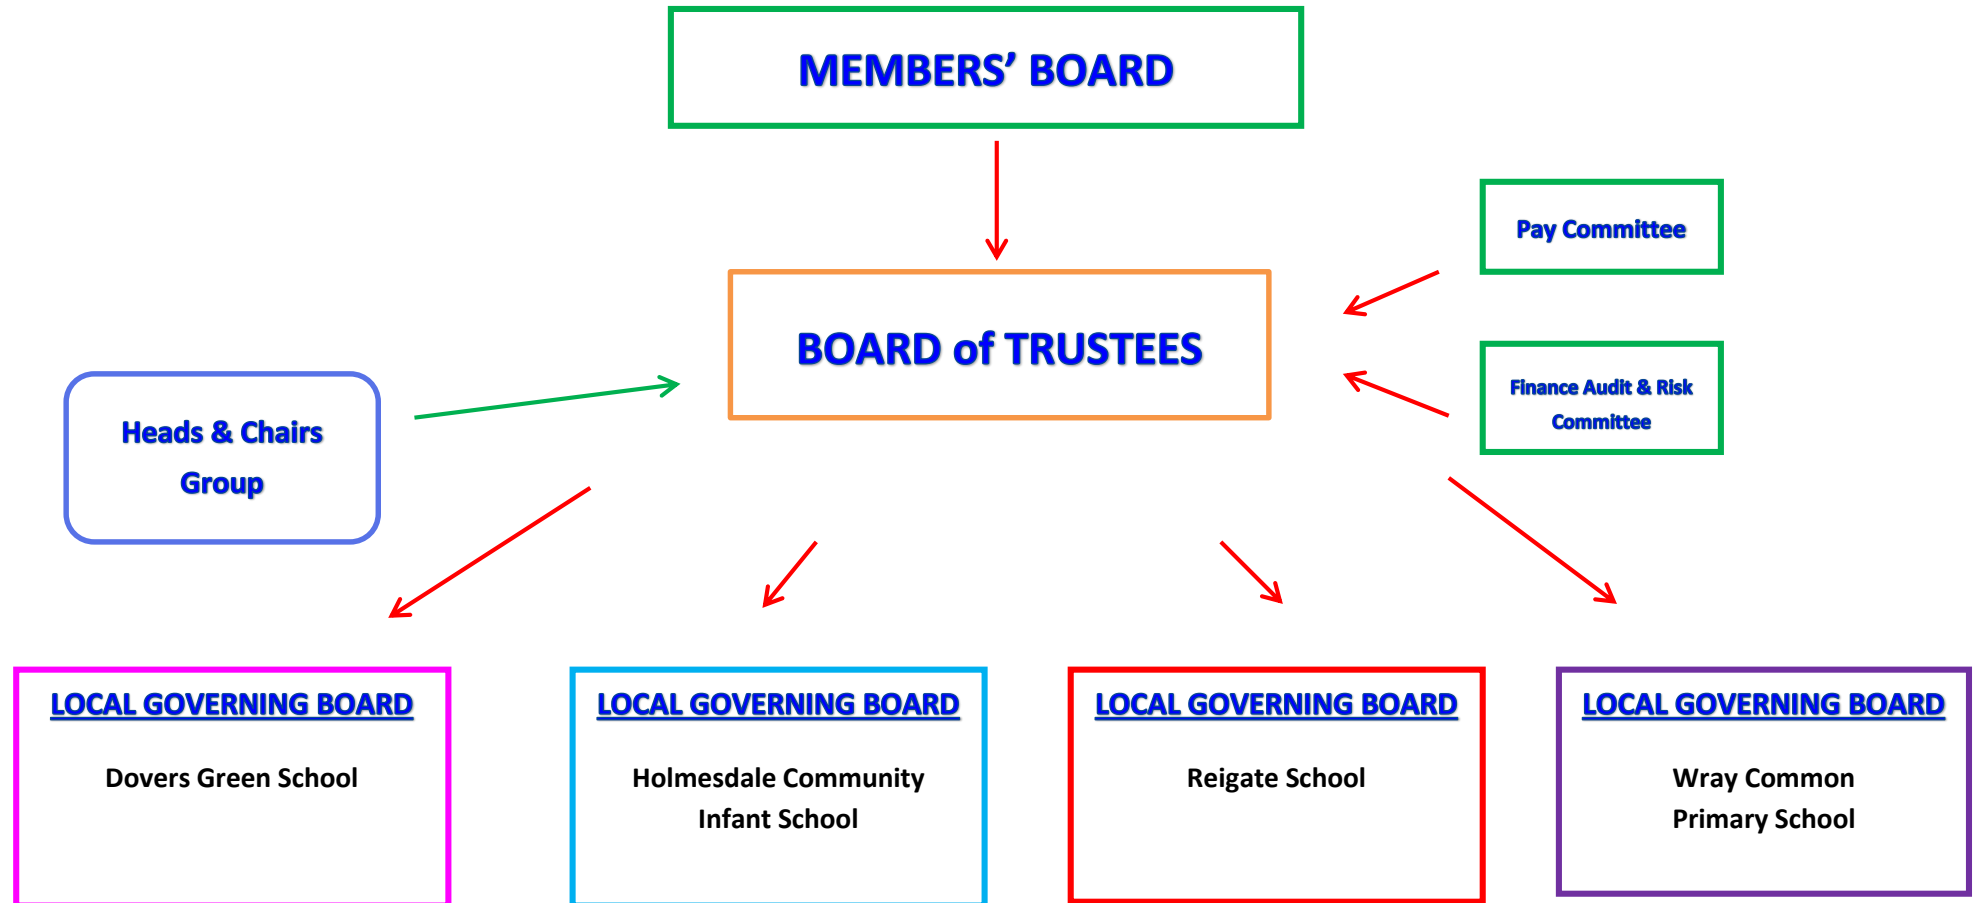 MEMBERS’ BOARD
Pay Committee
BOARD of TRUSTEES
Finance Audit & Risk
Committee
Heads & Chairs
Group
LOCAL GOVERNING BOARD
Dovers Green School
LOCAL GOVERNING BOARD
Holmesdale Community
Infant School
LOCAL GOVERNING BOARD
Reigate School
LOCAL GOVERNING BOARD
Wray Common
Primary School